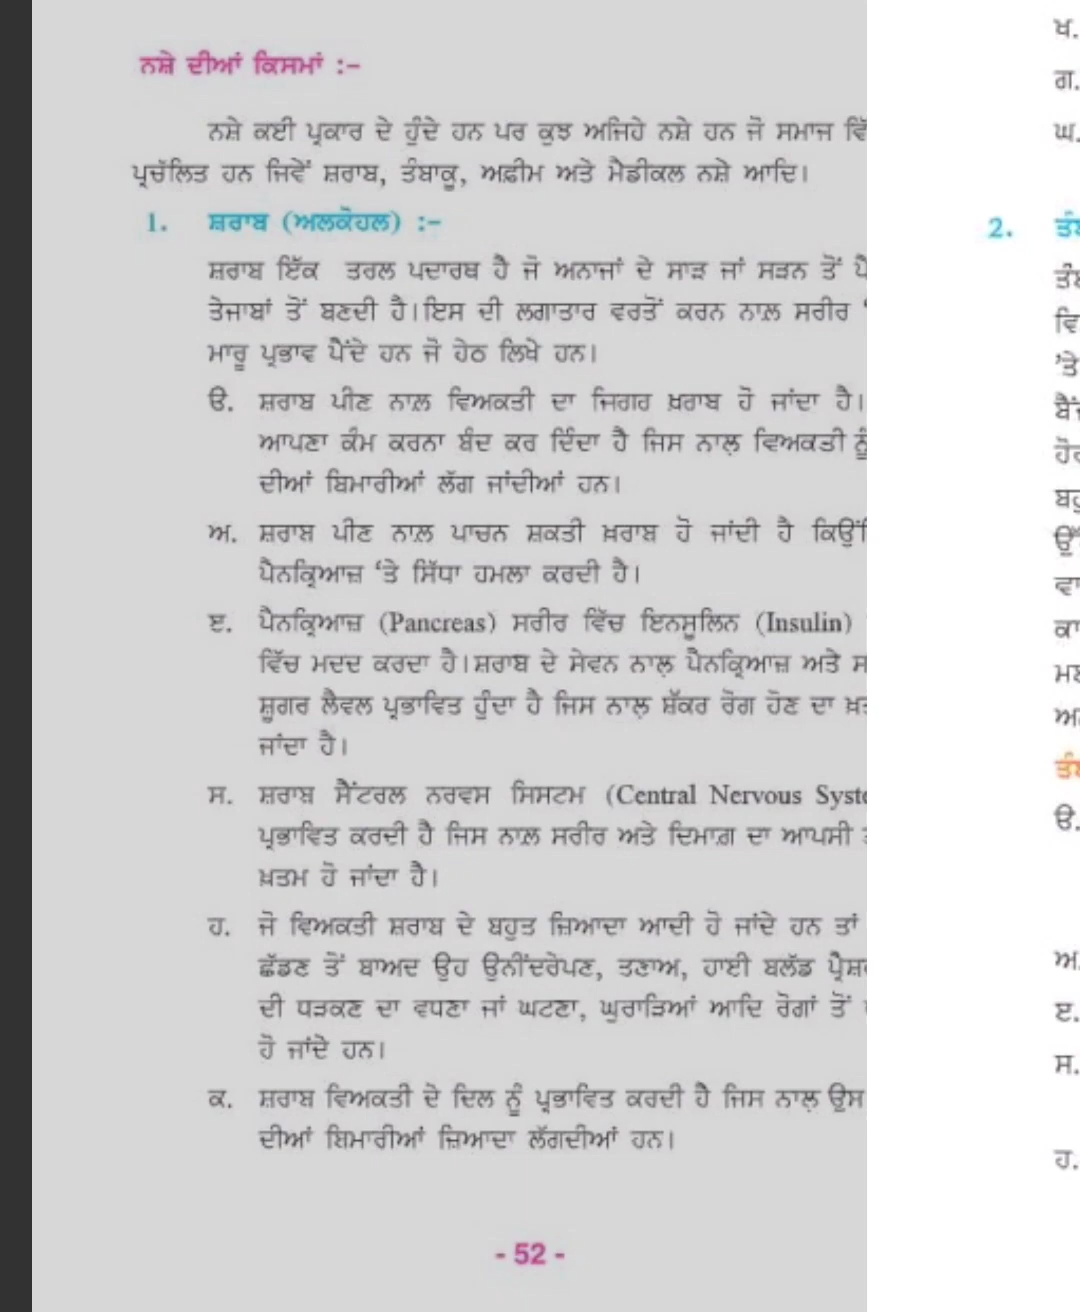 ਨਸ਼ੇ ਦੀਆਂ ਕਿਸਮਾਂ :–
ਨਸ਼ੇ ਕਈ ਪ੍ਰਕਾਰ ਦੇ ਹੁੰਦੇ ਹਨ ਪਰ ਕੁਝ ਅਜਿਹੇ ਨਸ਼ੇ ਹਨ ਜੋ ਸਮਾਜ
ਪ੍ਰਚੱਲਿਤ ਹਨ ਜਿਵੇਂ ਸ਼ਰਾਬ, ਤੰਬਾਕੂ, ਅਫ਼ੀਮ ਅਤੇ ਮੈਡੀਕਲ ਨਸ਼ੇ ਆਦਿ।
1. ਸ਼ਰਾਬ (ਅਲਕੋਹਲ) :–
ਸ਼ਰਾਬ ਇੱਕ ਤਰਲ ਪਦਾਰਥ ਹੈ ਜੋ ਅਨਾਜਾਂ ਦੇ ਸਾੜ ਜਾਂ ਸੜਨ ਤੋਂ
ਤੇਜਾਬਾਂ ਤੋਂ ਬਣਦੀ ਹੈ।ਇਸ ਦੀ ਲਗਾਤਾਰ ਵਰਤੋਂ ਕਰਨ ਨਾਲ਼ ਸਰੀਰ
ਮਾਰੂ ਪ੍ਰਭਾਵ ਪੈਂਦੇ ਹਨ ਜੋ ਹੇਠ ਲਿਖੇ ਹਨ।
ੳ. ਸ਼ਰਾਬ ਪੀਣ ਨਾਲ਼ ਵਿਅਕਤੀ ਦਾ ਜਿਗਰ ਖ਼ਰਾਬ ਹੋ ਜਾਂਦਾ ਹੈ।
ਆਪਣਾ ਕੰਮ ਕਰਨਾ ਬੰਦ ਕਰ ਦਿੰਦਾ ਹੈ ਜਿਸ ਨਾਲ਼ ਵਿਅਕਤੀ ਨੂੰ
ਦੀਆਂ ਬਿਮਾਰੀਆਂ ਲੱਗ ਜਾਂਦੀਆਂ ਹਨ।
ਅ. ਸ਼ਰਾਬ ਪੀਣ ਨਾਲ਼ ਪਾਚਨ ਸ਼ਕਤੀ ਖ਼ਰਾਬ ਹੋ ਜਾਂਦੀ ਹੈ
ਪੈਨਕ੍ਰਿਆਜ਼ ‘ਤੇ ਸਿੱਧਾ ਹਮਲਾ ਕਰਦੀ ਹੈ।
ੲ. ਪੈਨਕ੍ਰਿਆਜ਼ (Pancreas) ਸਰੀਰ ਵਿੱਚ ਇਨਸੂਲਿਨ (Insulin)
ਵਿੱਚ ਮਦਦ ਕਰਦਾ ਹੈ।ਸ਼ਰਾਬ ਦੇ ਸੇਵਨ ਨਾਲ਼ ਪੈਨਕ੍ਰਿਆਜ਼ ਅਤੇ
ਸ਼ੂਗਰ ਲੈਵਲ ਪ੍ਰਭਾਵਿਤ ਹੁੰਦਾ ਹੈ ਜਿਸ ਨਾਲ਼ ਸ਼ੱਕਰ ਰੋਗ ਹੋਣ ਦਾ
ਜਾਂਦਾ ਹੈ।
ਸ. ਸ਼ਰਾਬ ਸੈਂਟਰਲ ਨਰਵਸ ਸਿਸਟਮ (Central Nervous
ਪ੍ਰਭਾਵਿਤ ਕਰਦੀ ਹੈ ਜਿਸ ਨਾਲ਼ ਸਰੀਰ ਅਤੇ ਦਿਮਾਗ਼ ਦਾ ਆਪਸੀ
ਖ਼ਤਮ ਹੋ ਜਾਂਦਾ ਹੈ।
ਹ. ਜੋ ਵਿਅਕਤੀ ਸ਼ਰਾਬ ਦੇ ਬਹੁਤ ਜ਼ਿਆਦਾ ਆਦੀ ਹੋ ਜਾਂਦੇ ਹਨ ਤਾਂ
ਛੱਡਣ ਤੋਂ ਬਾਅਦ ਉਹ ਉਨੀਂਦਰੇਪਣ, ਤਣਾਅ, ਹਾਈ ਬਲੱਡ
ਦੀ ਧੜਕਣ ਦਾ ਵਧਣਾ ਜਾਂ ਘਟਣਾ, ਘੁਰਾੜਿਆਂ ਆਦਿ ਰੋਗਾਂ ਤੋਂ
ਹੋ ਜਾਂਦੇ ਹਨ।
ਕ. ਸ਼ਰਾਬ ਵਿਅਕਤੀ ਦੇ ਦਿਲ ਨੂੰ ਪ੍ਰਭਾਵਿਤ ਕਰਦੀ ਹੈ ਜਿਸ ਨਾਲ਼ ਉਸ
ਦੀਆਂ ਬਿਮਾਰੀਆਂ ਜ਼ਿਆਦਾ ਲੱਗਦੀਆਂ ਹਨ।
- 52 -
ਖ.
ਗ.
ਘ.
2.
ੳ.
ਅ.
ੲ.
ਸ.
ਹ.